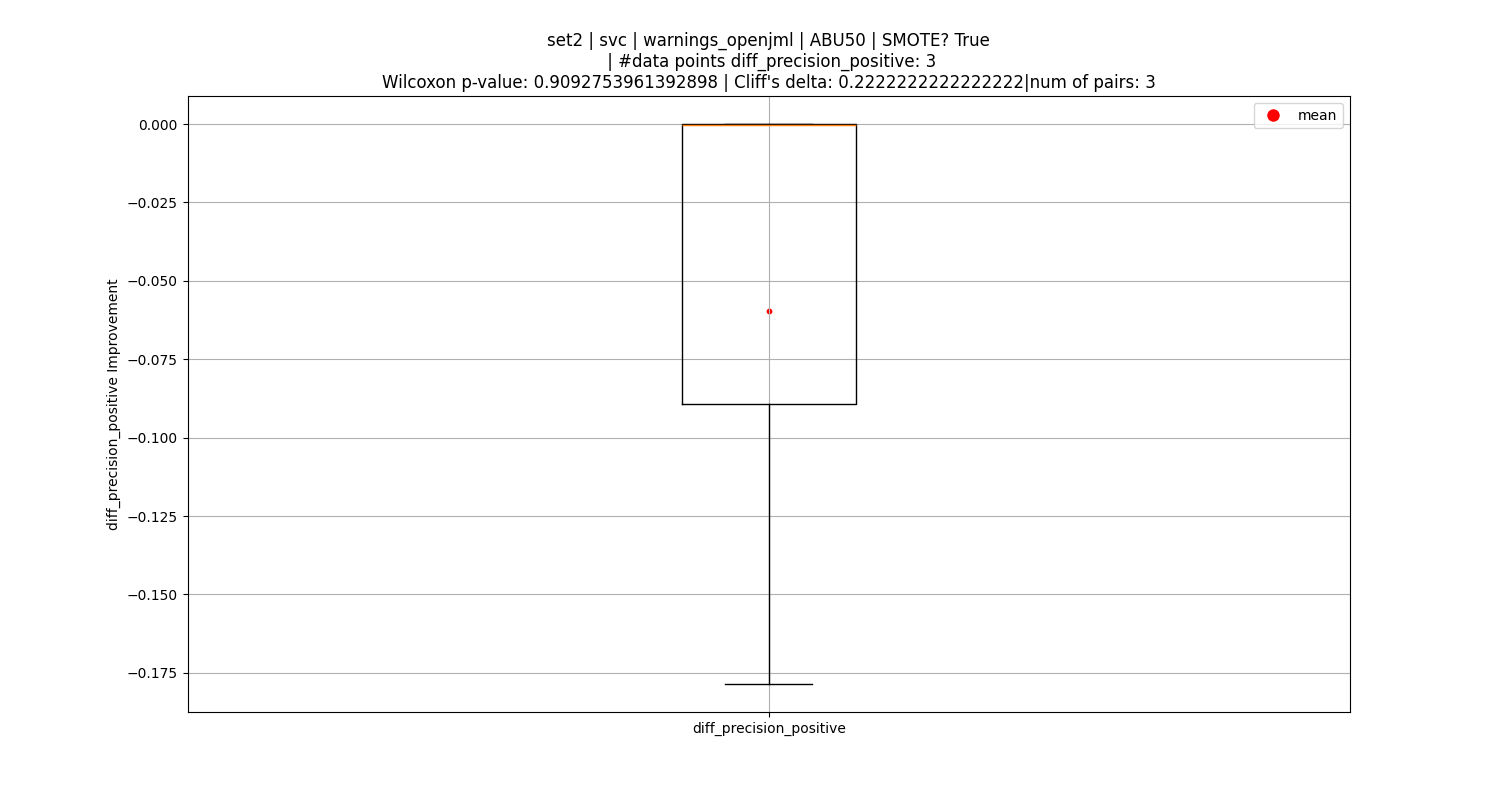 set2 | svc | warnings_openjml | ABU50 | SMOTE? True
| #data points diff_precision_positive: 3
Wilcoxon p-value: 0.9092753961392898 | Cliff's delta: 0.2222222222222222|num of pairs: 3
mean
0.000
−0.025
−0.050
−0.075
−0.100
−0.125
−0.150
−0.175
diff_precision_positive Improvement
diff_precision_positive